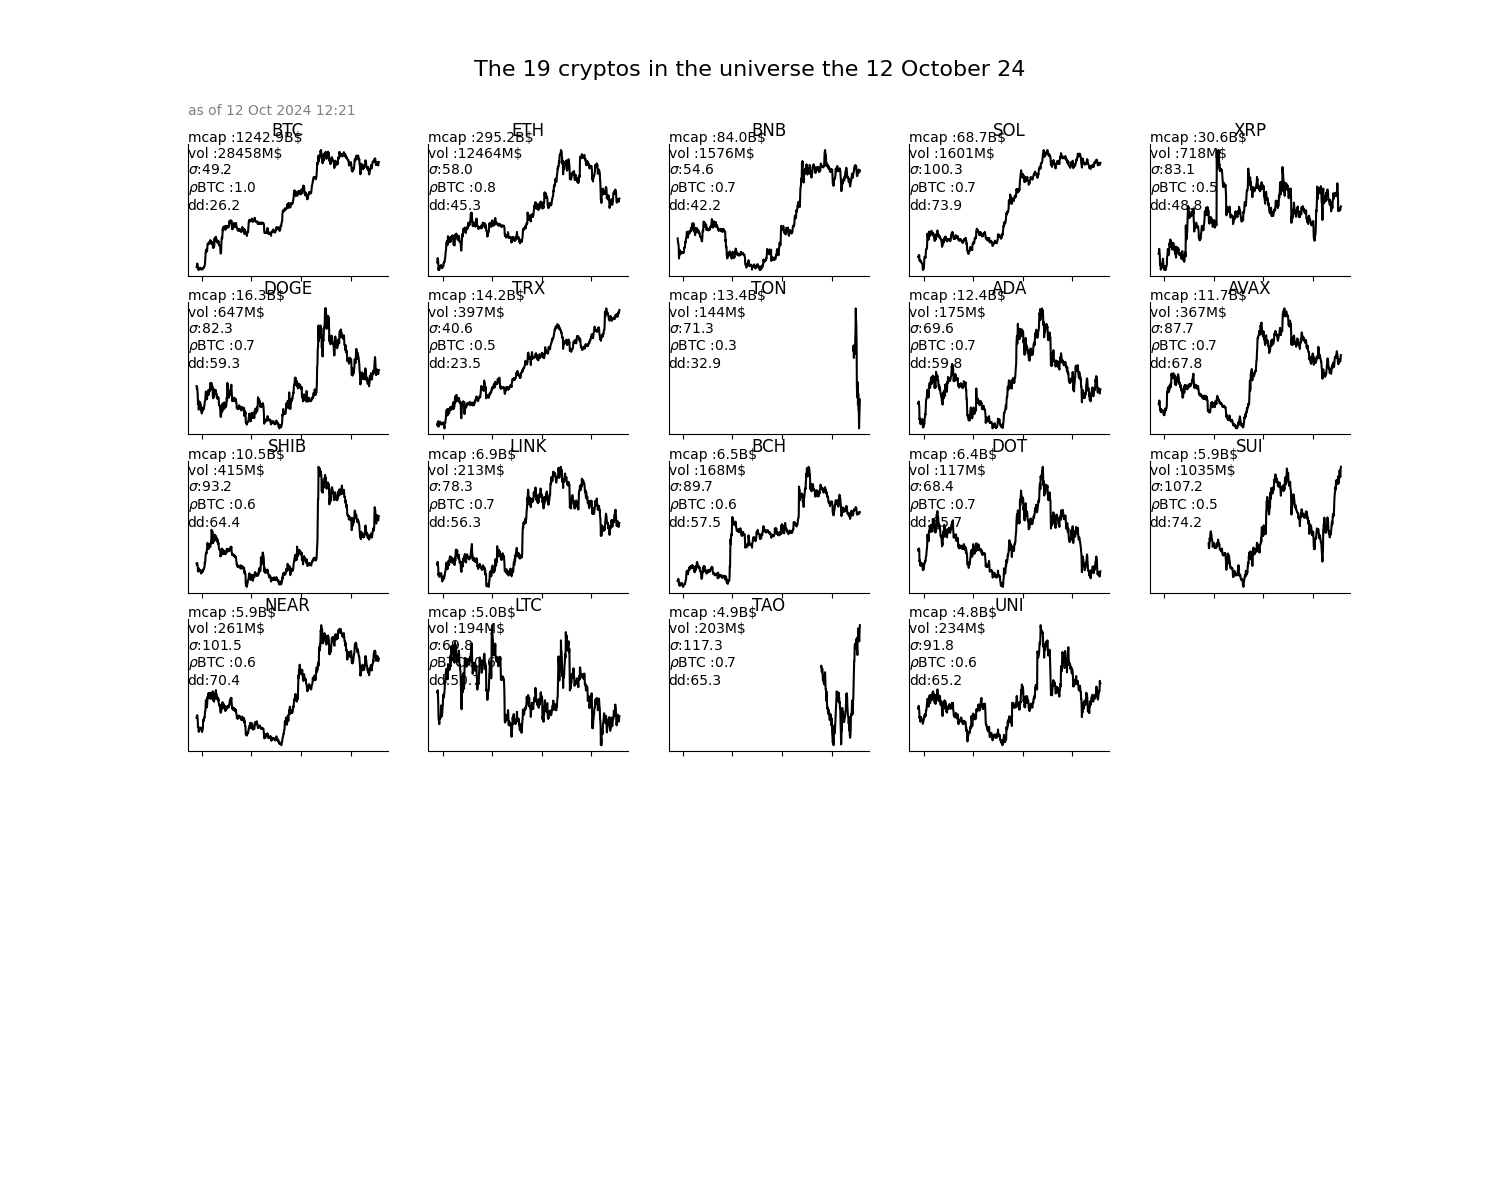 The 19 cryptos in the universe the 12 October 24
as of 12 Oct 2024 12:21
BTC
mcap :1242.9B$
vol :28458M$
σ:49.2
ρBTC :1.0
dd:26.2
ETH
mcap :295.2B$
vol :12464M$
σ:58.0
ρBTC :0.8
dd:45.3
BNB
mcap :84.0B$
vol :1576M$
σ:54.6
ρBTC :0.7
dd:42.2
SOL
mcap :68.7B$
vol :1601M$
σ:100.3
ρBTC :0.7
dd:73.9
XRP
mcap :30.6B$
vol :718M$
σ:83.1
ρBTC :0.5
dd:48.8
DOGE
mcap :16.3B$
vol :647M$
σ:82.3
ρBTC :0.7
dd:59.3
TRX
mcap :14.2B$
vol :397M$
σ:40.6
ρBTC :0.5
dd:23.5
TON
mcap :13.4B$
vol :144M$
σ:71.3
ρBTC :0.3
dd:32.9
ADA
mcap :12.4B$
vol :175M$
σ:69.6
ρBTC :0.7
dd:59.8
AVAX
mcap :11.7B$
vol :367M$
σ:87.7
ρBTC :0.7
dd:67.8
SHIB
mcap :10.5B$
vol :415M$
σ:93.2
ρBTC :0.6
dd:64.4
LINK
mcap :6.9B$
vol :213M$
σ:78.3
ρBTC :0.7
dd:56.3
BCH
mcap :6.5B$
vol :168M$
σ:89.7
ρBTC :0.6
dd:57.5
DOT
mcap :6.4B$
vol :117M$
σ:68.4
ρBTC :0.7
SUI
mcap :5.9B$
vol :1035M$
σ:107.2
ρBTC :0.5
dd:74.2
NEAR
mcap :5.9B$
vol :261M$
σ:101.5
ρBTC :0.6
dd:70.4
LTC
mcap :5.0B$
vol :194M$
TAO
mcap :4.9B$
vol :203M$
σ:117.3
ρBTC :0.7
dd:65.3
UNI
mcap :4.8B$
vol :234M$
σ:91.8
ρBTC :0.6
dd:65.2